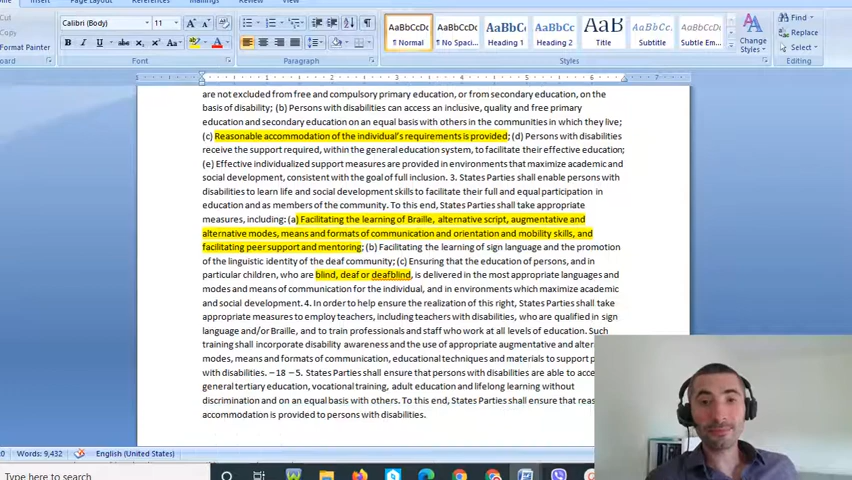 Insert
Page Layout
References
Mailings
Cut
Copy
Format Painter
Calibri (Body)
11
B I U abc
Font
Paragraph
AaBbCcDc AaBbCcDc AaBbCc AaBbCc AaB AaBbCc. AaBbCcDc
¶ Normal ¶ No Spaci... Heading 1 Heading 2 Title Subtitle Subtle Em...
Change
Styles
Styles
Find
Replace
Select
Editing
are not excluded from free and compulsory primary education, or from secondary education, on the
basis of disability; (b) Persons with disabilities can access an inclusive, quality and free primary
education and secondary education on an equal basis with others in the communities in which they live;
(c) Reasonable accommodation of the individual's requirements is provided; (d) Persons with disabilities
receive the support required, within the general education system, to facilitate their effective education;
(e) Effective individualized support measures are provided in environments that maximize academic and
social development, consistent with the goal of full inclusion. 3. States Parties shall enable persons with
disabilities to learn life and social development skills to facilitate their full and equal participation in
education and as members of the community. To this end, States Parties shall take appropriate
measures, including: (a) Facilitating the learning of Braille, alternative script, augmentative and
alternative modes, means and formats of communication and orientation and mobility skills, and
facilitating peer support and mentoring; (b) Facilitating the learning of sign language and the promotion
of the linguistic identity of the deaf community; (c) Ensuring that the education of persons, and in
particular children, who are blind, deaf or deafblind, is delivered in the most appropriate languages and
modes and means of communication for the individual, and in environments which maximize academic
and social development. 4. In order to help ensure the realization of this right, States Parties shall take
appropriate measures to employ teachers, including teachers with disabilities, who are qualified in sign
language and/or Braille, and to train professionals and staff who work at all levels of education. Such
training shall incorporate disability awareness and the use of appropriate augmentative and alter
modes, means and formats of communication, educational techniques and materials to support p
with disabilities. – 18 – 5. States Parties shall ensure that persons with disabilities are able to acce
general tertiary education, vocational training, adult education and lifelong learning without
discrimination and on an equal basis with others. To this end, States Parties shall ensure that reas
accommodation is provided to persons with disabilities.
Words: 9,432
English (United States)
Type here to search